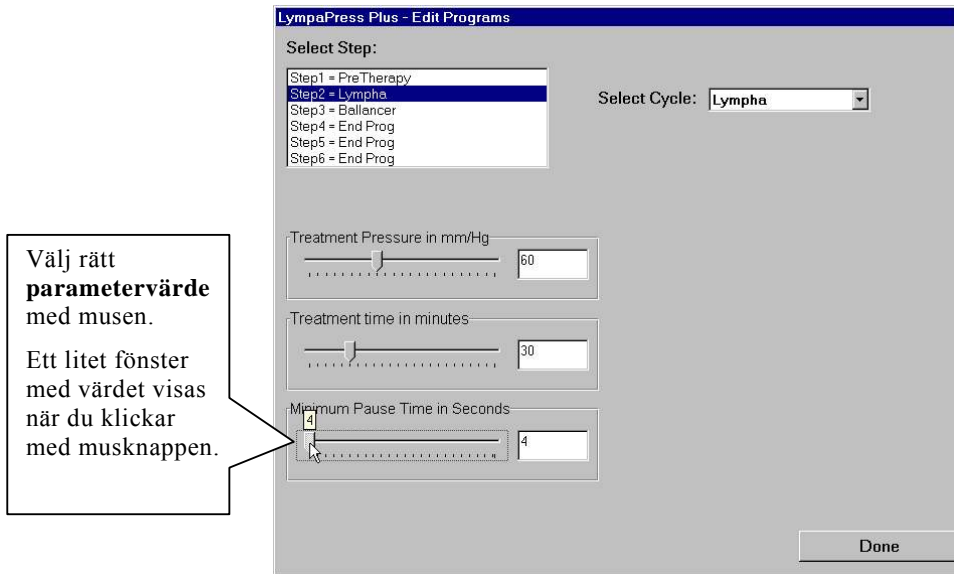 LympaPress Plus - Edit Programs
Select Step:
Step1 = PreTherapy
Step2 = Lympha
Step3 = Ballancer
Step4 = End Prog
Step5 = End Prog
Step6 = End Prog
Select Cycle: Lympha
Treatment Pressure in mm/Hg
60
Treatment time in minutes
30
Minimum Pause Time in Seconds
4
4
Välj rätt
parametervärde
med musen.
Ett litet fönster
med värdet visas
när du klickar
med musknappen.
Done